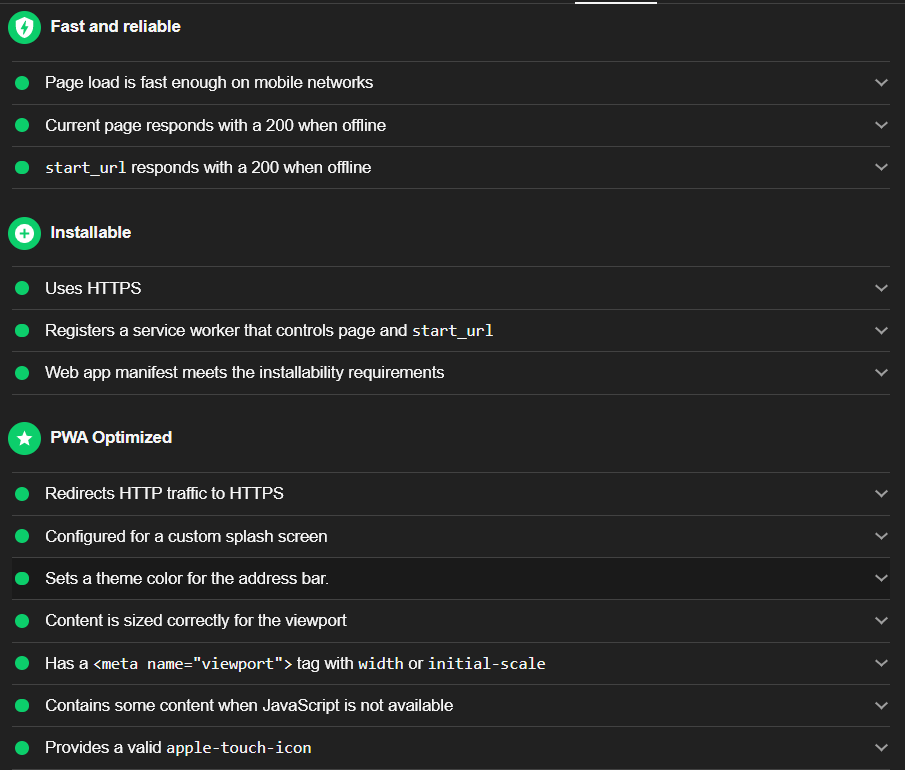 Fast and reliable
Page load is fast enough on mobile networks
Current page responds with a 200 when offline
start_url responds with a 200 when offline
Installable
Uses HTTPS
Registers a service worker that controls page and start_url
Web app manifest meets the installability requirements
PWA Optimized
Redirects HTTP traffic to HTTPS
Configured for a custom splash screen
Sets a theme color for the address bar.
Content is sized correctly for the viewport
Has a <meta name="viewport"> tag with width or initial-scale
Contains some content when JavaScript is not available
Provides a valid apple-touch-icon